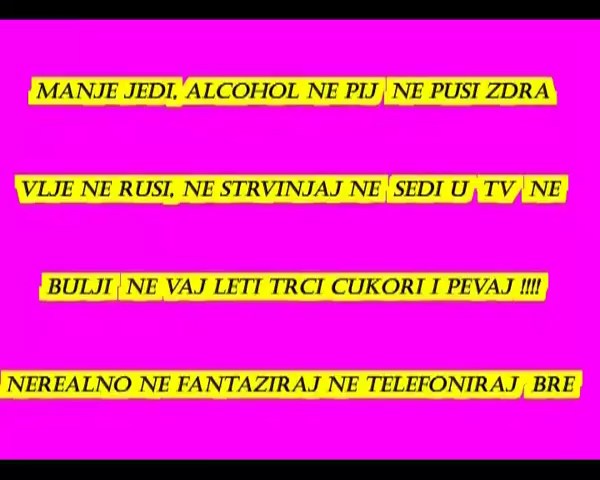 MANJE JEDI, ALCOHOL NE PIJ NE PUSI ZDRA
VLJE NE RUSI, NE STRVINJAJ NE SEDI U TV NE
BULJI NE VAJ LETI TRCI CUKORI I PEVAJ !!!!
NEREALNO NE FANTAZIRAJ NE TELEFONIRAJ BRE